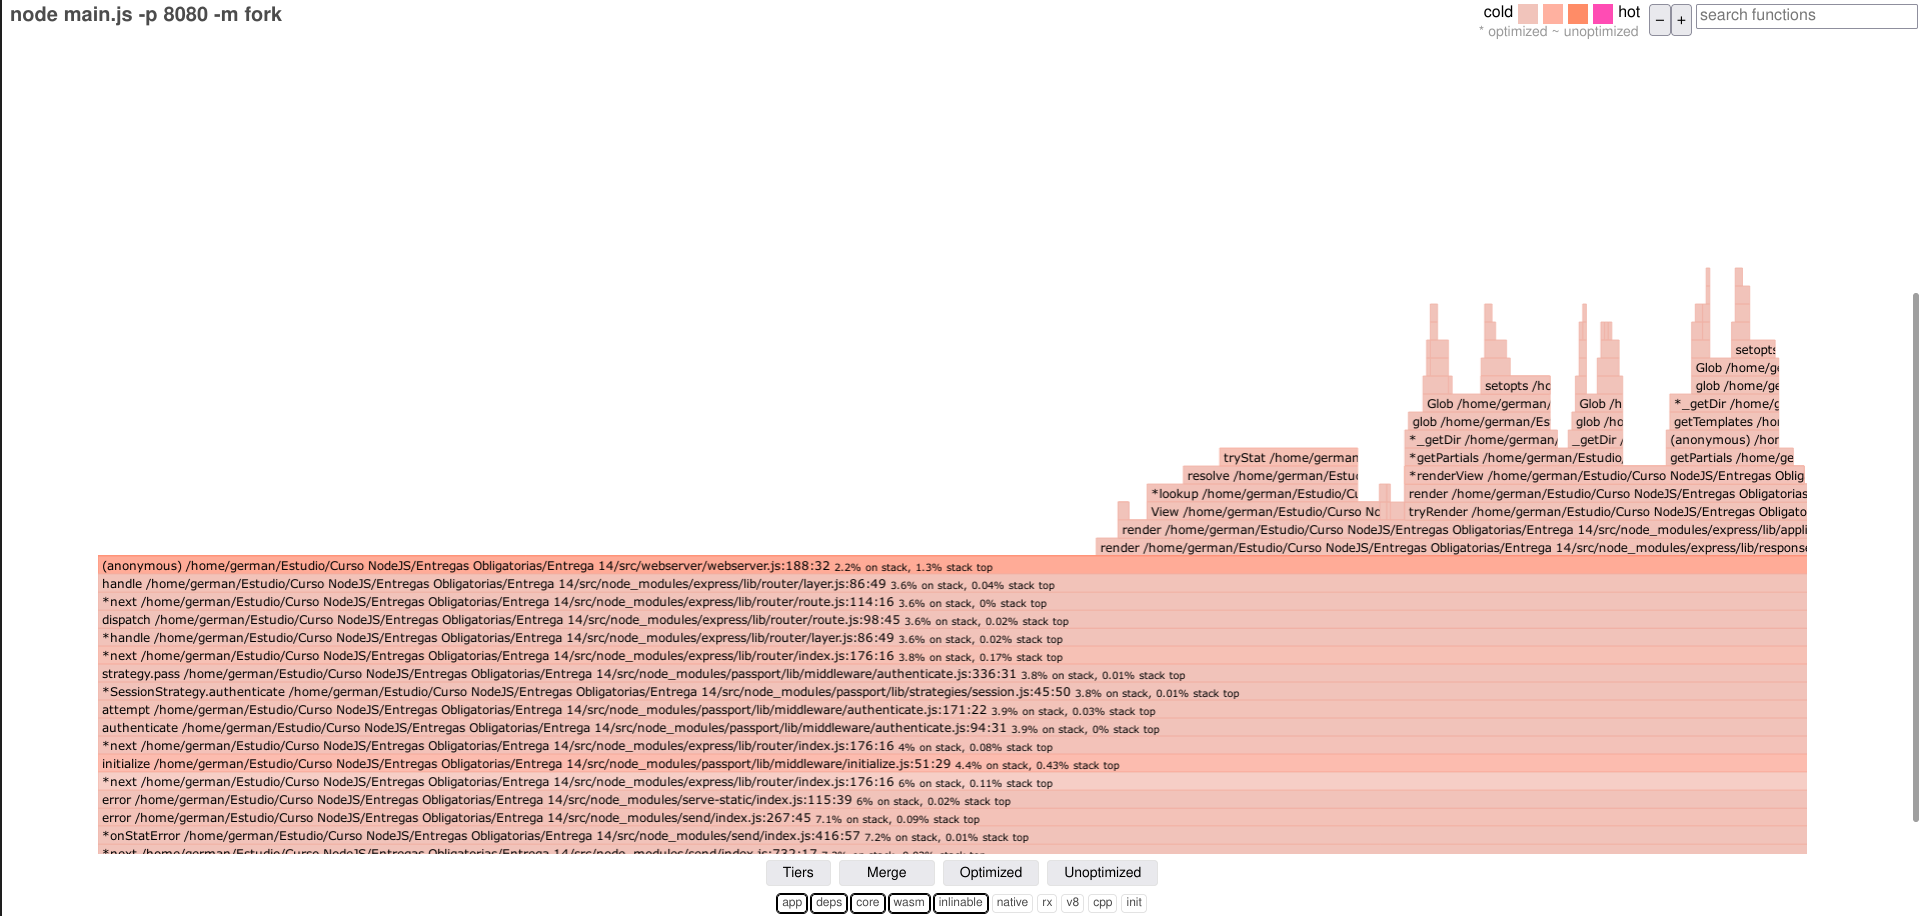 node main.js -p 8080 -m fork
cold hot
* optimized ~ unoptimized
− +
search functions
setopts
Glob /home/g
glob /home/ge
setopts /hc
*_getDir /home/g
Glob /home/german/
Glob /h
getTemplates /ho
glob /home/german/Es
glob /ho
(anonymous) /hor
*_getDir /home/german/
_getDir /
getPartials /home/ge
*getPartials /home/german/Estudio
tryStat /home/german
*renderView /home/german/Estudio/Curso NodeJS/Entregas Oblig
resolve /home/german/Estu
render /home/german/Estudio/Curso NodeJS/Entregas Obligatorias
*lookup /home/german/Estudio/Cu
tryRender /home/german/Estudio/Curso NodeJS/Entregas Obligato
View /home/german/Estudio/Curso Nc
render /home/german/Estudio/Curso NodeJS/Entregas Obligatorias/Entrega 14/src/node_modules/express/lib/appli
render /home/german/Estudio/Curso NodeJS/Entregas Obligatorias/Entrega 14/src/node_modules/express/lib/response
(anonymous) /home/german/Estudio/Curso NodeJS/Entregas Obligatorias/Entrega 14/src/webserver/webserver.js:188:32 2.2% on stack, 1.3% stack top
handle /home/german/Estudio/Curso NodeJS/Entregas Obligatorias/Entrega 14/src/node_modules/express/lib/router/layer.js:86:49 3.6% on stack, 0.04% stack top
*next /home/german/Estudio/Curso NodeJS/Entregas Obligatorias/Entrega 14/src/node_modules/express/lib/router/route.js:114:16 3.6% on stack, 0% stack top
dispatch /home/german/Estudio/Curso NodeJS/Entregas Obligatorias/Entrega 14/src/node_modules/express/lib/router/route.js:98:45 3.6% on stack, 0.02% stack top
*handle /home/german/Estudio/Curso NodeJS/Entregas Obligatorias/Entrega 14/src/node_modules/express/lib/router/layer.js:86:49 3.6% on stack, 0.02% stack top
*next /home/german/Estudio/Curso NodeJS/Entregas Obligatorias/Entrega 14/src/node_modules/express/lib/router/index.js:176:16 3.8% on stack, 0.17% stack top
strategy.pass /home/german/Estudio/Curso NodeJS/Entregas Obligatorias/Entrega 14/src/node_modules/passport/lib/middleware/authenticate.js:336:31 3.8% on stack, 0.01% stack top
*SessionStrategy.authenticate /home/german/Estudio/Curso NodeJS/Entregas Obligatorias/Entrega 14/src/node_modules/passport/lib/strategies/session.js:45:50 3.8% on stack, 0.01% stack top
attempt /home/german/Estudio/Curso NodeJS/Entregas Obligatorias/Entrega 14/src/node_modules/passport/lib/middleware/authenticate.js:171:22 3.9% on stack, 0.03% stack top
authenticate /home/german/Estudio/Curso NodeJS/Entregas Obligatorias/Entrega 14/src/node_modules/passport/lib/middleware/authenticate.js:94:31 3.9% on stack, 0% stack top
*next /home/german/Estudio/Curso NodeJS/Entregas Obligatorias/Entrega 14/src/node_modules/express/lib/router/index.js:176:16 4% on stack, 0.08% stack top
initialize /home/german/Estudio/Curso NodeJS/Entregas Obligatorias/Entrega 14/src/node_modules/passport/lib/middleware/initialize.js:51:29 4.4% on stack, 0.43% stack top
*next /home/german/Estudio/Curso NodeJS/Entregas Obligatorias/Entrega 14/src/node_modules/express/lib/router/index.js:176:16 6% on stack, 0.11% stack top
error /home/german/Estudio/Curso NodeJS/Entregas Obligatorias/Entrega 14/src/node_modules/serve-static/index.js:115:39 6% on stack, 0.02% stack top
error /home/german/Estudio/Curso NodeJS/Entregas Obligatorias/Entrega 14/src/node_modules/send/index.js:267:45 7.1% on stack, 0.09% stack top
*onStatError /home/german/Estudio/Curso NodeJS/Entregas Obligatorias/Entrega 14/src/node_modules/send/index.js:416:57 7.2% on stack, 0.01% stack top
*next /home/german/Estudio/Curso NodeJS/Entregas Obligatorias/Entrega 14/src/node_modules/send/index.js:732:17
Tiers Merge Optimized Unoptimized
app deps core wasm inlinable native rx v8 cpp init